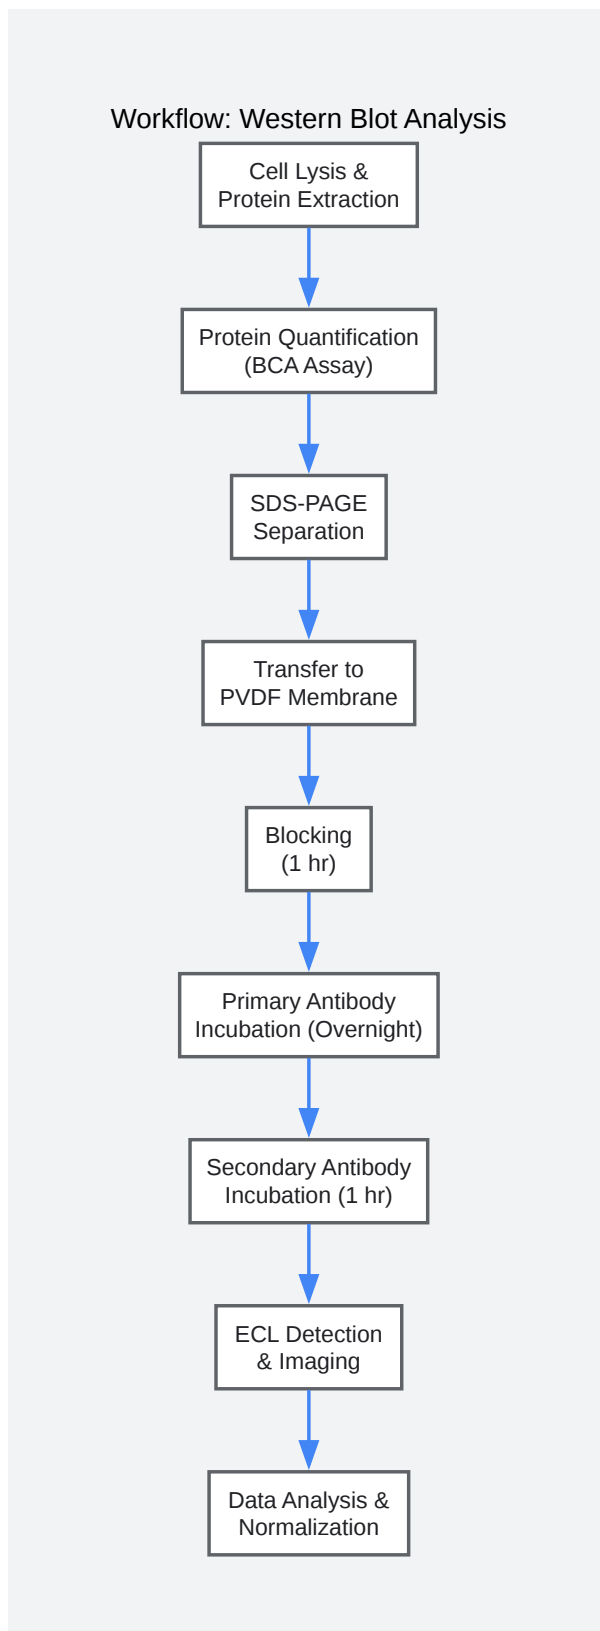 Workflow: Western Blot Analysis
Cell Lysis &
Protein Extraction
Protein Quantification
(BCA Assay)
SDS-PAGE
Separation
Transfer to
PVDF Membrane
Blocking
(1 hr)
Primary Antibody
Incubation (Overnight)
Secondary Antibody
Incubation (1 hr)
ECL Detection
& Imaging
Data Analysis &
Normalization